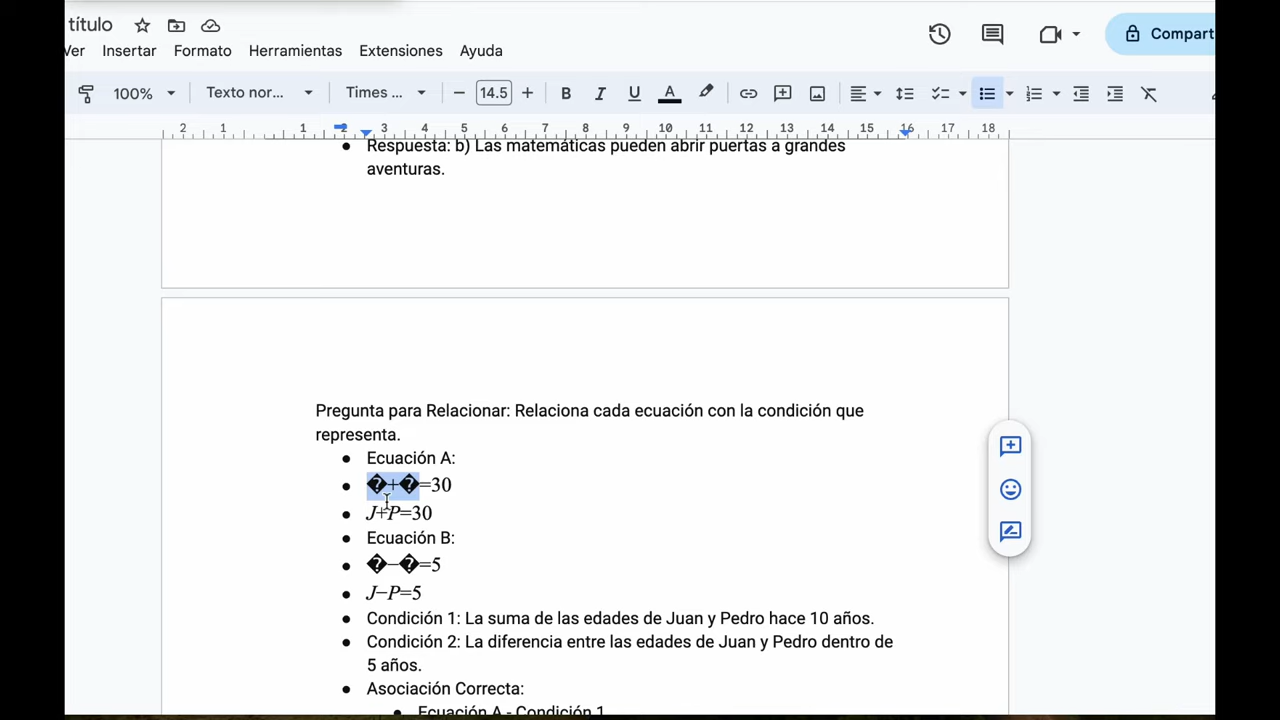 título
Ver Insertar Formato Herramientas Extensiones Ayuda Compart
100% Texto nor... Times ... 14.5 B I U A
2 1 1 2 3 4 5 6 7 8 9 10 11 12 13 14 15 16 17 18
Respuesta: b) Las matemáticas pueden abrir puertas a grandes
aventuras.
Pregunta para Relacionar: Relaciona cada ecuación con la condición que
representa.
Ecuación A:
�+�=30
J+P=30
Ecuación B:
�−�=5
J−P=5
Condición 1: La suma de las edades de Juan y Pedro hace 10 años.
Condición 2: La diferencia entre las edades de Juan y Pedro dentro de
5 años.
Asociación Correcta:
Ecuación A - Condición 1